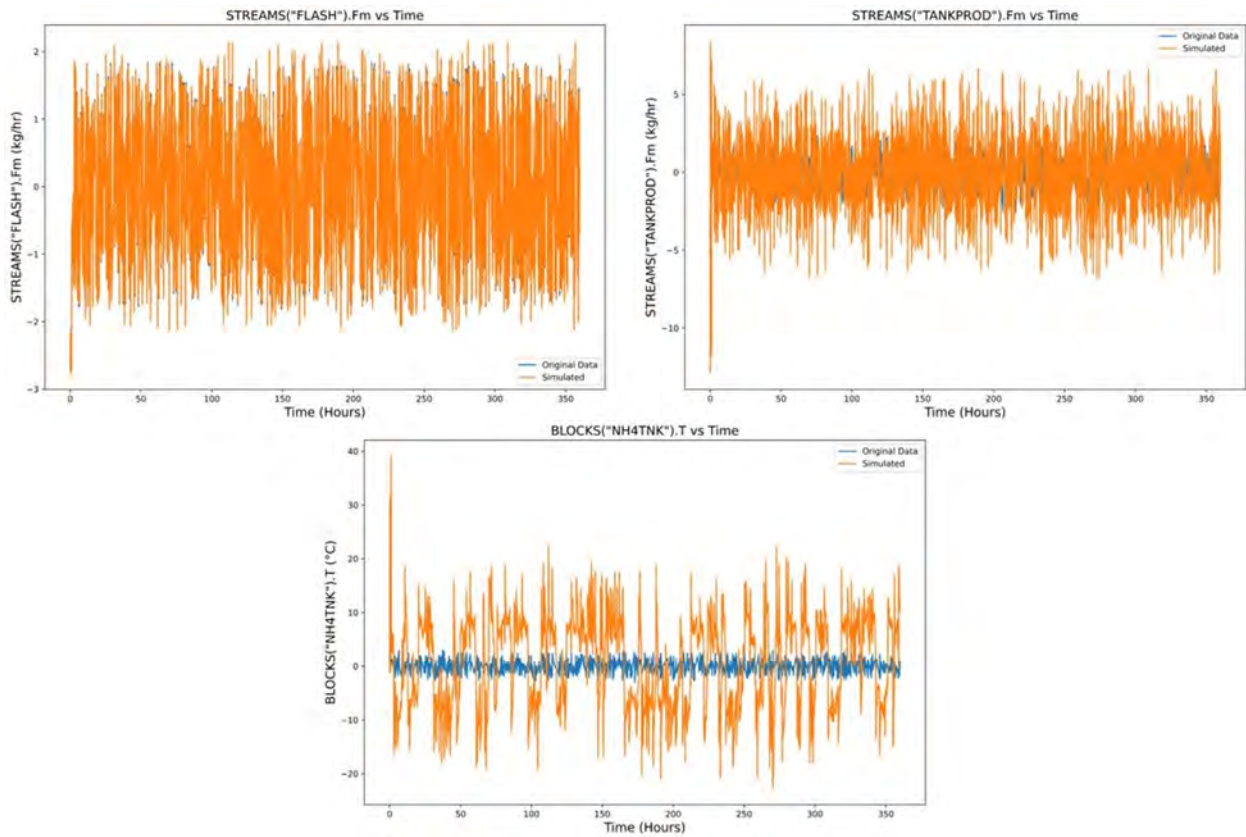 STREAMS("FLASH").Fm vs Time
STREAMS("FLASH").Fm (kg/hr)
2
1
0
−1
−2
−3
0 50 100 150 200 250 300 350
Time (Hours)
Original Data
Simulated
STREAMS("TANKPROD").Fm vs Time
STREAMS("TANKPROD").Fm (kg/hr)
5
0
−5
−10
0 50 100 150 200 250 300 350
Time (Hours)
Original Data
Simulated
BLOCKS("NH4TNK").T vs Time
BLOCKS("NH4TNK").T (°C)
40
30
20
10
0
−10
−20
0 50 100 150 200 250 300 350
Time (Hours)
Original Data
Simulated